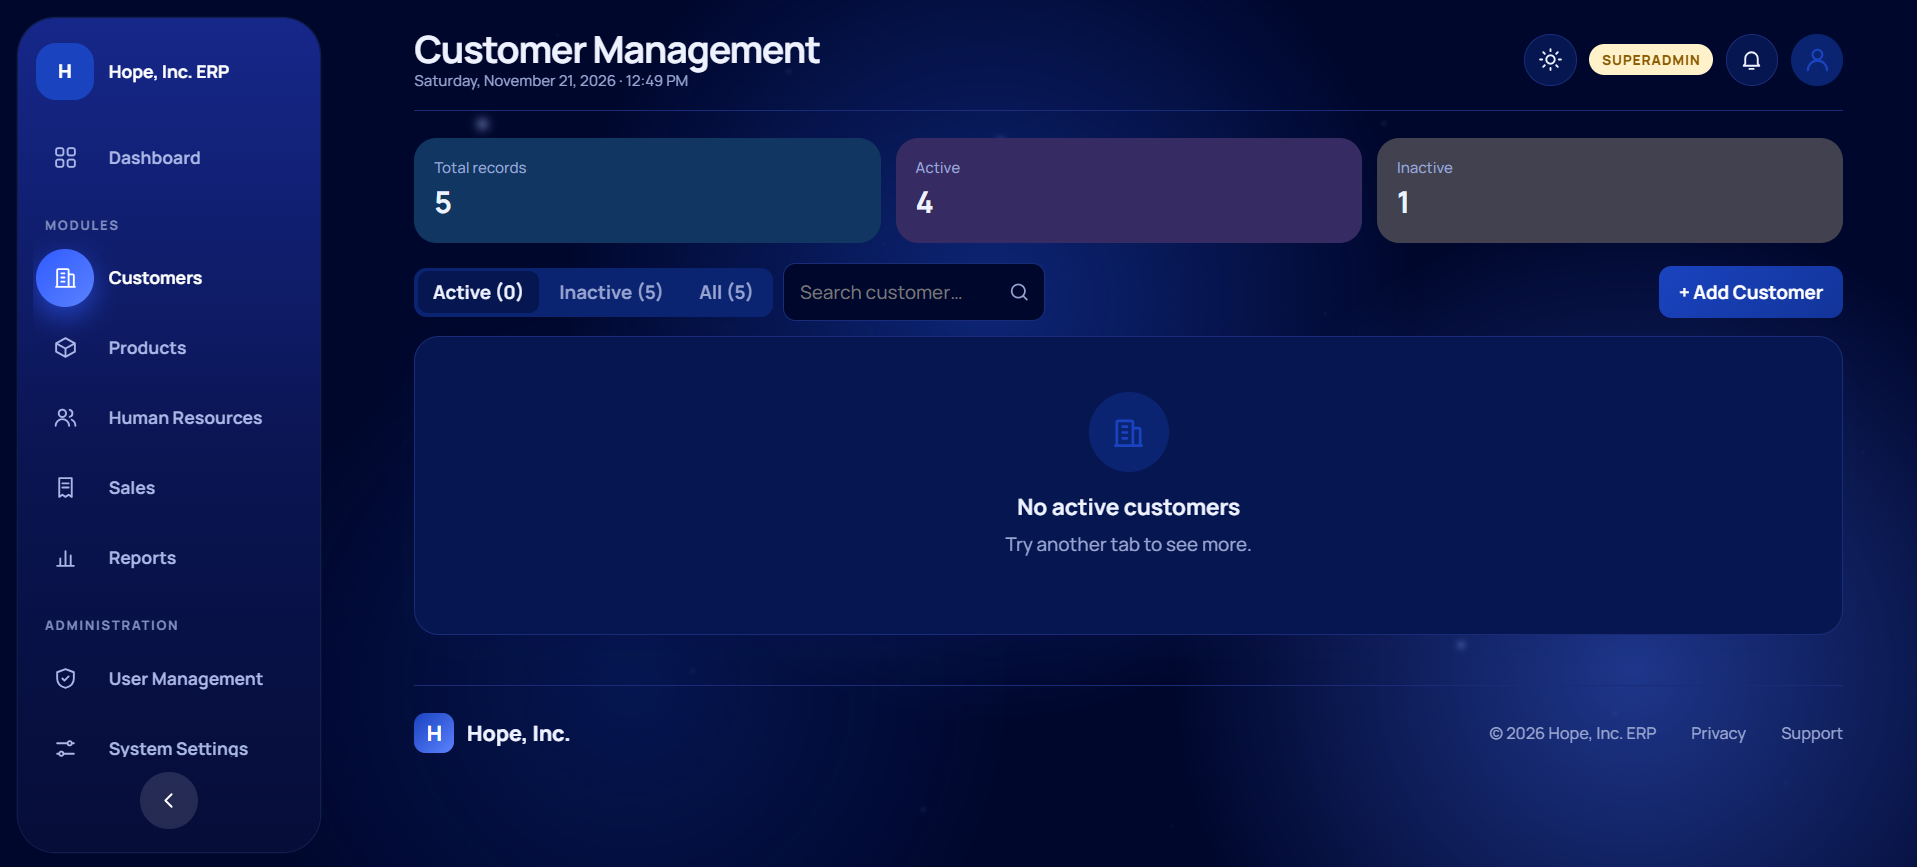 H
Hope, Inc. ERP
Dashboard
MODULES
Customers
Products
Human Resources
Sales
Reports
ADMINISTRATION
User Management
System Settings
Customer Management
Saturday, November 21, 2026 · 12:49 PM
SUPERADMIN
Total records
5
Active
4
Inactive
1
Active (0)
Inactive (5)
All (5)
Search customer...
+ Add Customer
No active customers
Try another tab to see more.
H
Hope, Inc.
© 2026 Hope, Inc. ERP
Privacy
Support